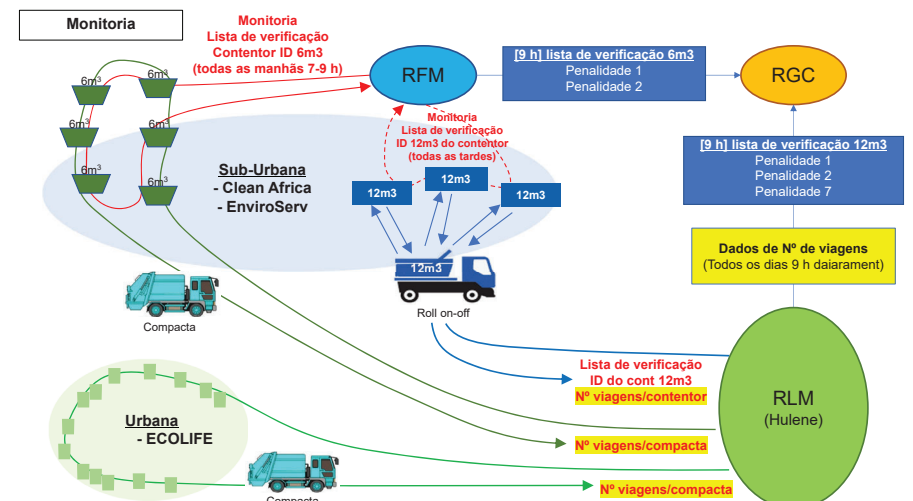 Monitoria
Monitoria
Lista de verificação
Contentor ID 6m3
(todas as manhãs 7-9 h)
6m3
6m3
6m3
6m3
6m3
6m3
RFM
[9 h] lista de verificação 6m3
Penalidade 1
Penalidade 2
RGC
Monitoria
Lista de verificação
ID 12m3 do contentor
(todas as tardes)
[9 h] lista de verificação 12m3
Penalidade 1
Penalidade 2
Penalidade 7
Sub-Urbana
- Clean Africa
- EnviroServ
12m3
12m3
12m3
12m3
Dados de Nº de viagens
(Todos os dias 9 h daiarament)
Compacta
Roll on-off
Lista de verificação
ID do cont 12m3
Nº viagens/contentor
RLM
(Hulene)
Urbana
- ECOLIFE
Nº viagens/compacta
Nº viagens/compacta
Compacta